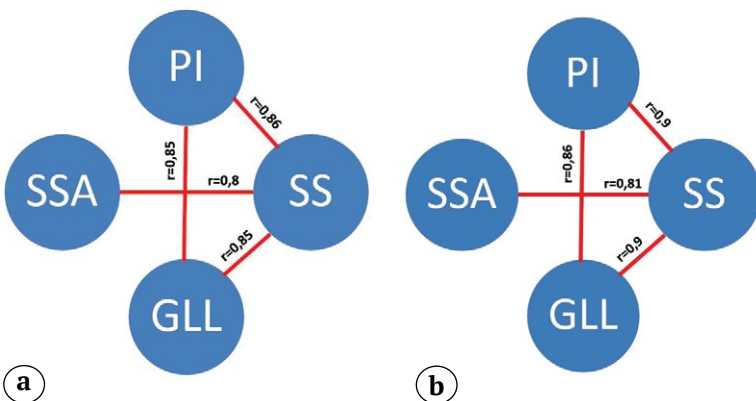 PI
r=0,86
r=0,85
SSA
r=0,8
SS
r=0,85
GLL
a
PI
r=0,9
r=0,86
SSA
r=0,81
SS
r=0,9
GLL
b